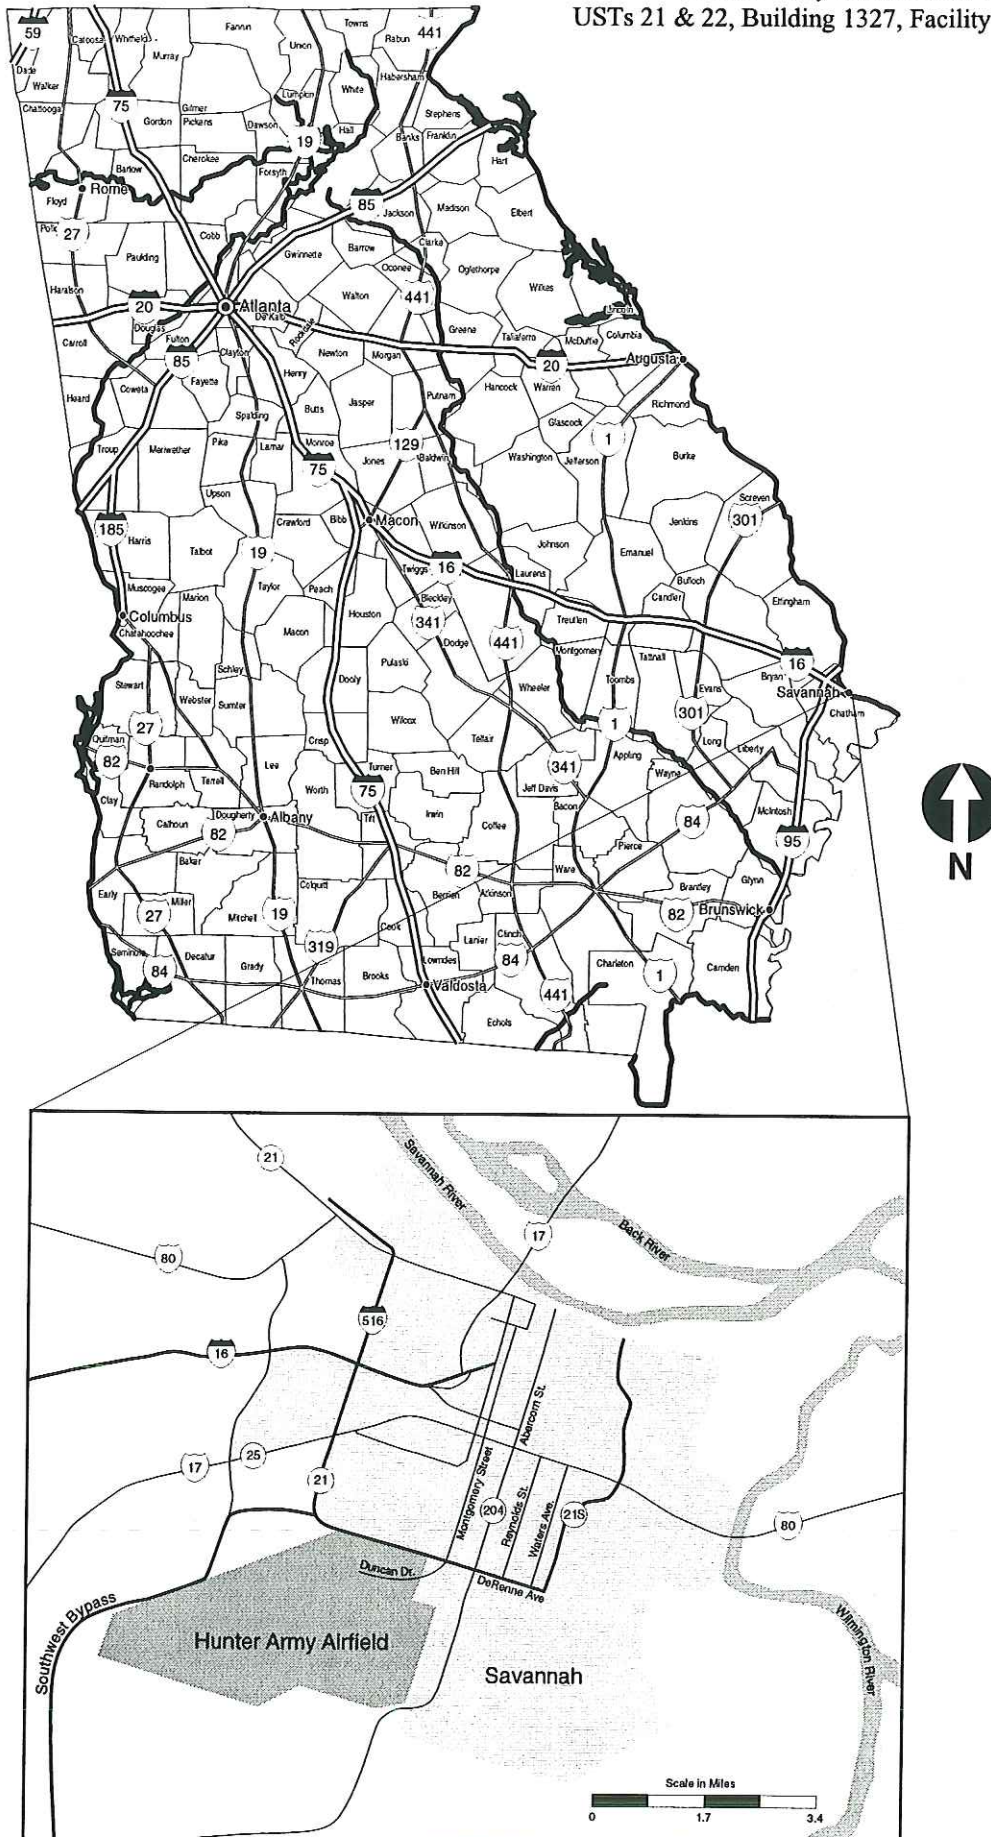 USTs 21 & 22, Building 1327, Facility
59
Catoosa
Whitfield
Fannin
Towns
Rabun
441
Union
Dade
Walker
Murray
Habersham
Chattooga
75
Gilmer
Lumpkin
White
Stephens
Gordon
Pickens
Dawson
Hall
Banks
Franklin
19
Hart
Bartow
Cherokee
Forsyth
Rome
Floyd
85
Jackson
Madison
Elbert
Polk
27
Cobb
Clarke
Paulding
Gwinnette
Barrow
Oconee
Oglethorpe
Wilkes
Haralson
20
Atlanta
DeKalb
Walton
441
Lincoln
Douglas
Rockdale
Greene
Taliaferro
McDuffie
Columbia
Carroll
Fulton
Clayton
Newton
Morgan
20
Augusta
85
Fayette
Henry
Hancock
Warren
Heard
Coweta
Butts
Jasper
Putnam
Richmond
Spalding
Glascock
Troup
Meriwether
Pike
Lamar
Monroe
129
1
75
Jones
Baldwin
Washington
Jefferson
Burke
Upson
Screven
185
Crawford
Bibb
Macon
Wilkinson
Jenkins
301
Harris
Talbot
19
Johnson
Emanuel
Twiggs
16
Laurens
Bulloch
Muscogee
Marion
Taylor
Peach
Bleckley
Candler
Effingham
Columbus
Houston
341
Treutlen
Chatahoochee
Macon
Dodge
441
Montgomery
Tattnall
16
Schley
Pulaski
Bryan
Stewart
Dooly
Toombs
Evans
Savannah
Webster
Sumter
Wheeler
301
Chatham
27
Wilcox
1
Quitman
Crisp
Telfair
Long
Liberty
82
Lee
Turner
Ben Hill
341
Appling
Randolph
Terrell
Worth
75
Jeff Davis
Wayne
Clay
Bacon
McIntosh
Calhoun
Dougherty
Albany
Tift
Irwin
Coffee
84
82
Pierce
95
Baker
82
Ware
Early
Colquitt
Berrien
Atkinson
Brantley
Glynn
27
Miller
Mitchell
19
Cook
82
Brunswick
319
Lanier
Clinch
Seminole
84
Decatur
Grady
Thomas
Brooks
Lowndes
84
Charleton
1
Camden
Valdosta
441
Echols
N
21
Savannah River
17
Back River
80
516
16
Abercorn St.
17
25
21
Montgomery Street
204
Reynolds St.
Waters Ave.
21S
80
Duncan Dr.
DeRenne Ave
Southwest Bypass
Hunter Army Airfield
Savannah
Wilmington River
Scale in Miles
0 1.7 3.4